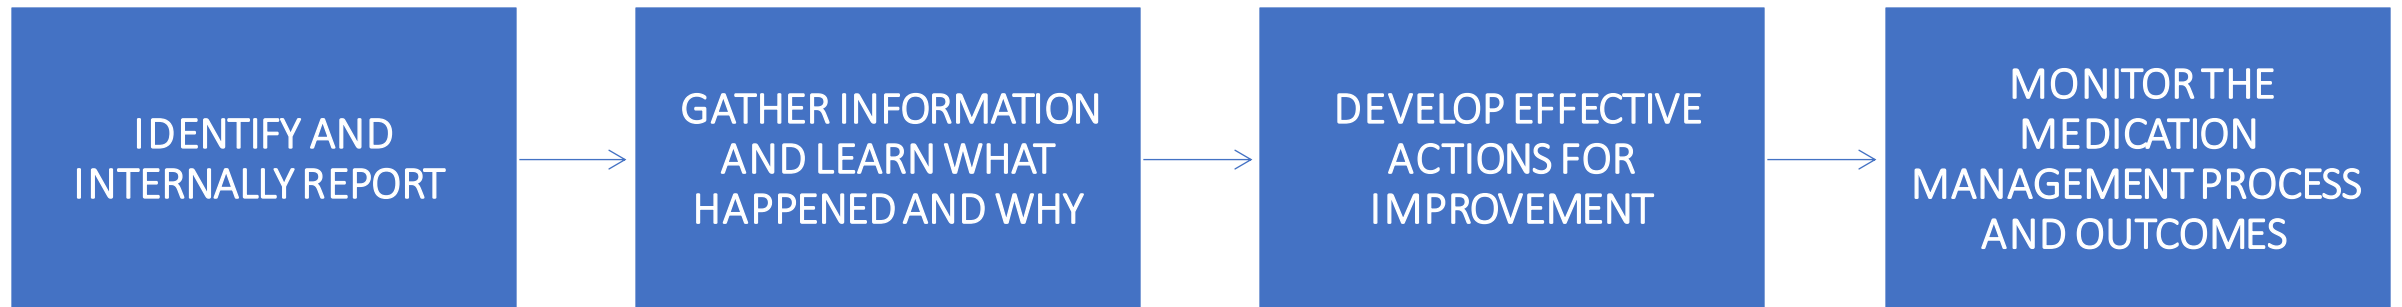 IDENTIFY AND
INTERNALLY REPORT
GATHER INFORMATION
AND LEARN WHAT
HAPPENED AND WHY
DEVELOP EFFECTIVE
ACTIONS FOR
IMPROVEMENT
MONITOR THE
MEDICATION
MANAGEMENT PROCESS
AND OUTCOMES